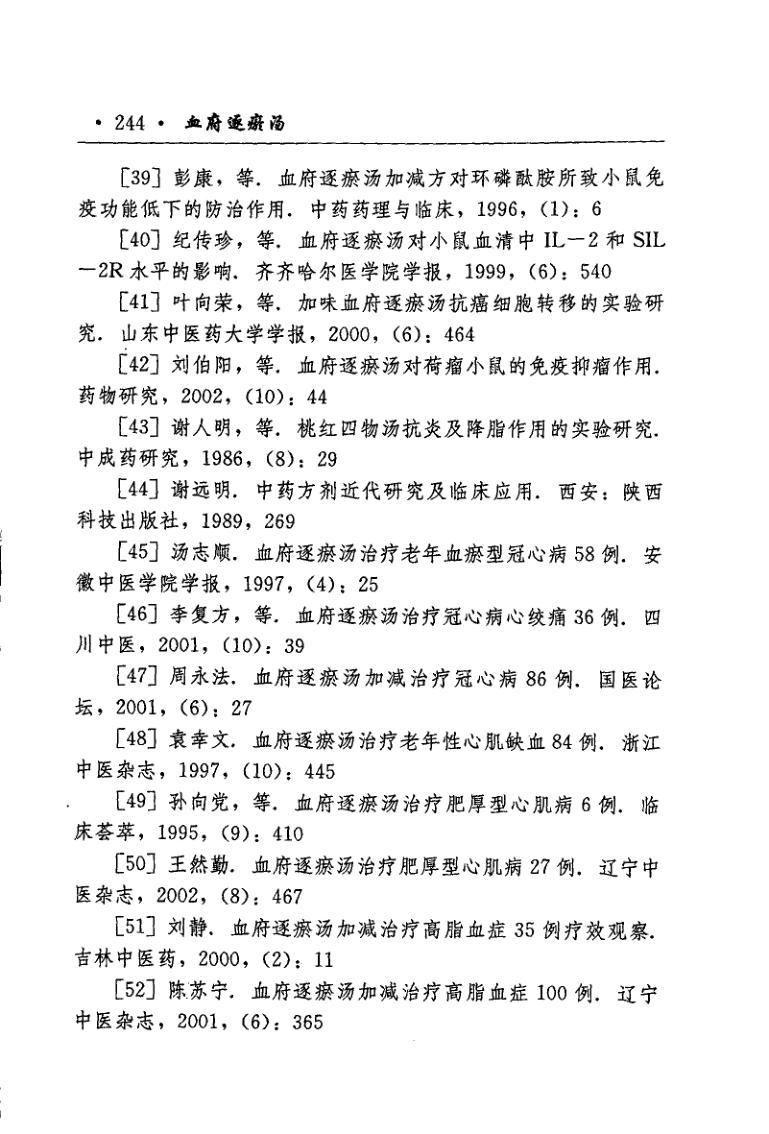 • 244 • 血府逐瘀汤
[39] 彭康，等．血府逐瘀汤加减方对环磷酰胺所致小鼠免
疫功能低下的防治作用．中药药理与临床，1996，(1)：6
[40] 纪传珍，等．血府逐瘀汤对小鼠血清中 IL－2 和 SIL
－2R 水平的影响．齐齐哈尔医学院学报，1999，(6)：540
[41] 叶向荣，等．加味血府逐瘀汤抗癌细胞转移的实验研
究．山东中医药大学学报，2000，(6)：464
[42] 刘伯阳，等．血府逐瘀汤对荷瘤小鼠的免疫抑瘤作用．
药物研究，2002，(10)：44
[43] 谢人明，等．桃红四物汤抗炎及降脂作用的实验研究．
中成药研究，1986，(8)：29
[44] 谢远明．中药方剂近代研究及临床应用．西安：陕西
科技出版社，1989，269
[45] 汤志顺．血府逐瘀汤治疗老年血瘀型冠心病 58 例．安
徽中医学院学报，1997，(4)：25
[46] 李复方，等．血府逐瘀汤治疗冠心病心绞痛 36 例．四
川中医，2001，(10)：39
[47] 周永法．血府逐瘀汤加减治疗冠心病 86 例．国医论
坛，2001，(6)：27
[48] 袁幸文．血府逐瘀汤治疗老年性心肌缺血 84 例．浙江
中医杂志，1997，(10)：445
[49] 孙向党，等．血府逐瘀汤治疗肥厚型心肌病 6 例．临
床荟萃，1995，(9)：410
[50] 王然勤．血府逐瘀汤治疗肥厚型心肌病 27 例．辽宁中
医杂志，2002，(8)：467
[51] 刘静．血府逐瘀汤加减治疗高脂血症 35 例疗效观察．
吉林中医药，2000，(2)：11
[52] 陈苏宁．血府逐瘀汤加减治疗高脂血症 100 例．辽宁
中医杂志，2001，(6)：365